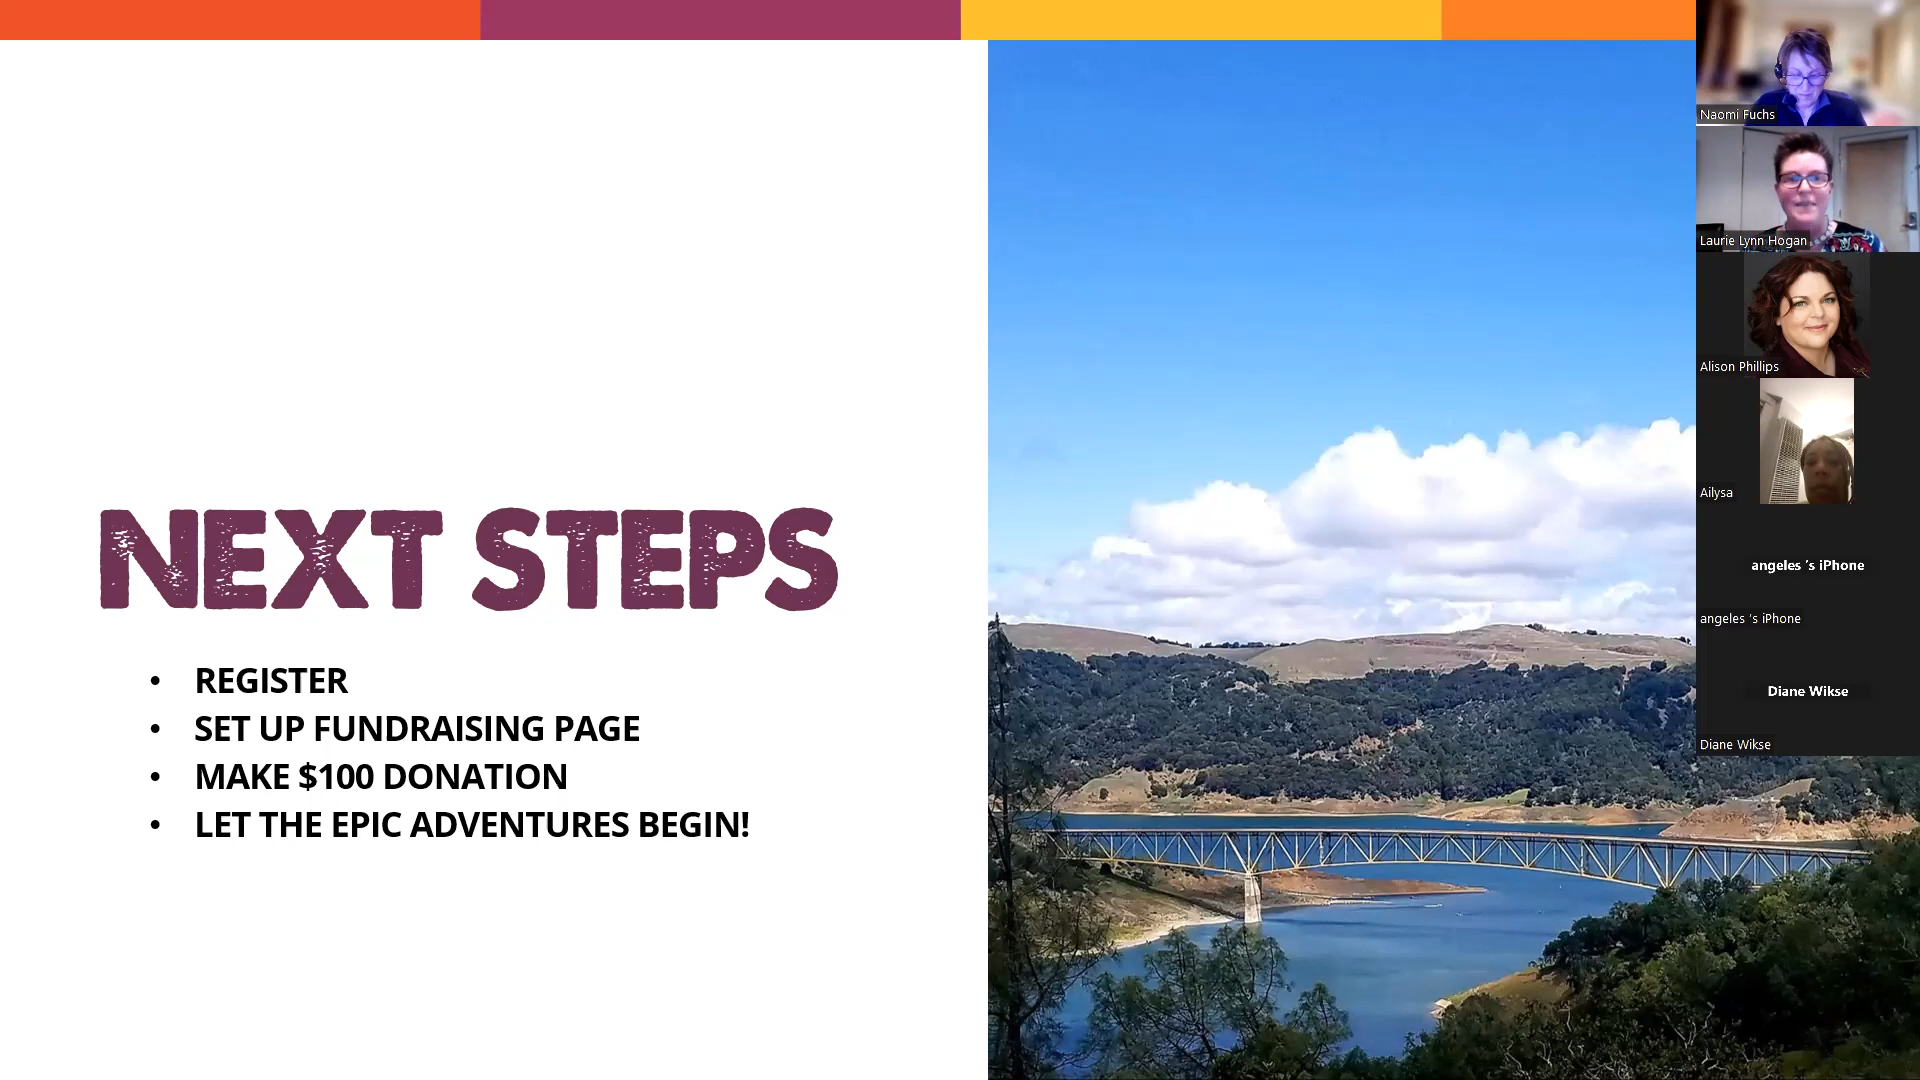 NEXT STEPS
• REGISTER
• SET UP FUNDRAISING PAGE
• MAKE $100 DONATION
• LET THE EPIC ADVENTURES BEGIN!
Naomi Fuchs
Laurie Lynn Hogan
Alison Phillips
Ailysa
angeles 's iPhone
angeles 's iPhone
Diane Wikse
Diane Wikse